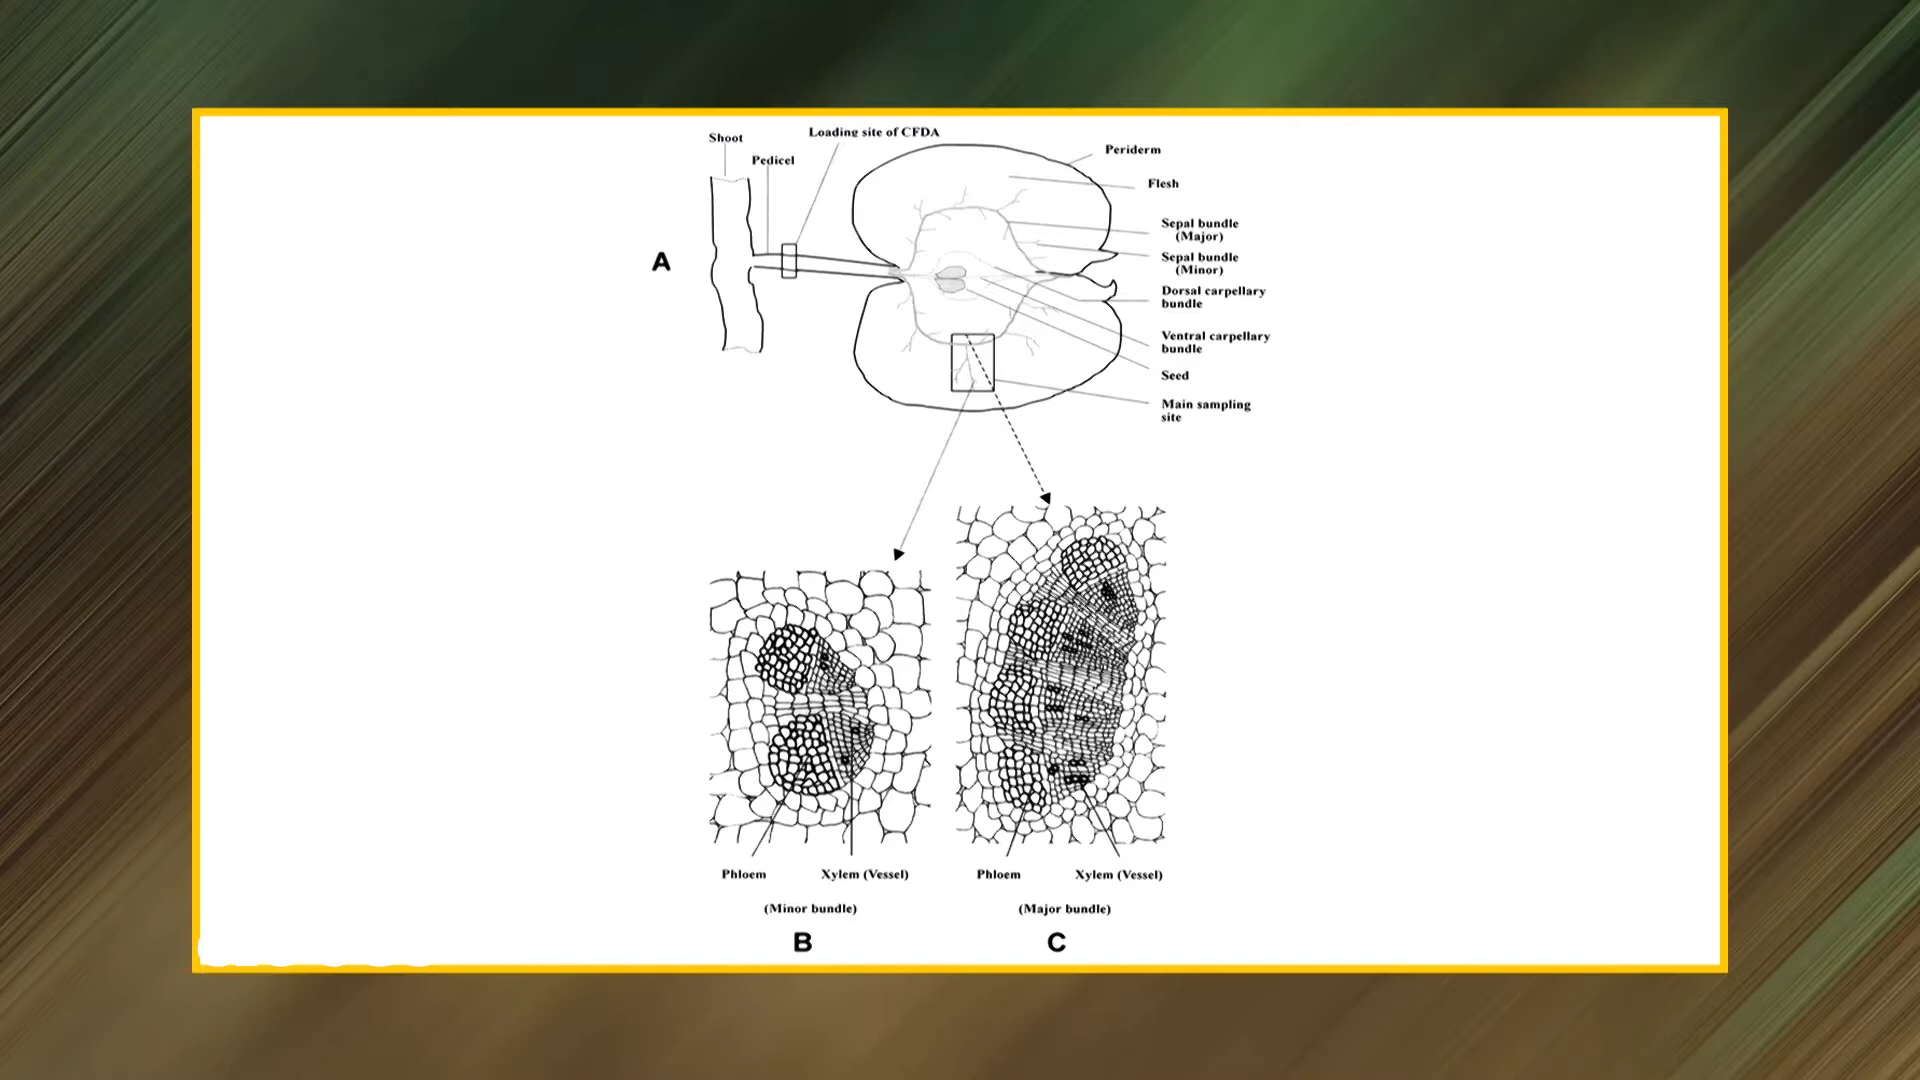 Shoot
Loading site of CFDA
Pedicel
Periderm
Flesh
Sepal bundle
(Major)
A
Sepal bundle
(Minor)
Dorsal carpellary
bundle
Ventral carpellary
bundle
Seed
Main sampling
site
Phloem
Xylem (Vessel)
Phloem
Xylem (Vessel)
(Minor bundle)
(Major bundle)
B
C